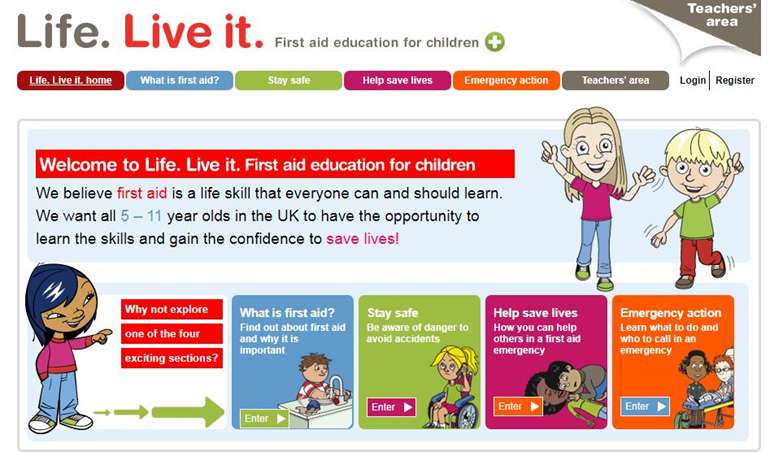 Teachers'
area
Life. Live it. First aid education for children
Life. Live it. home What is first aid? Stay safe Help save lives Emergency action Teachers' area Login Register
Welcome to Life. Live it. First aid education for children
We believe first aid is a life skill that everyone can and should learn.
We want all 5 – 11 year olds in the UK to have the opportunity to
learn the skills and gain the confidence to save lives!
Why not explore
one of the four
exciting sections?
What is first aid?
Find out about first aid
and why it is
important
Enter
Stay safe
Be aware of danger to
avoid accidents
Enter
Help save lives
How you can help
others in a first aid
emergency
Enter
Emergency action
Learn what to do and
who to call in an
emergency
Enter